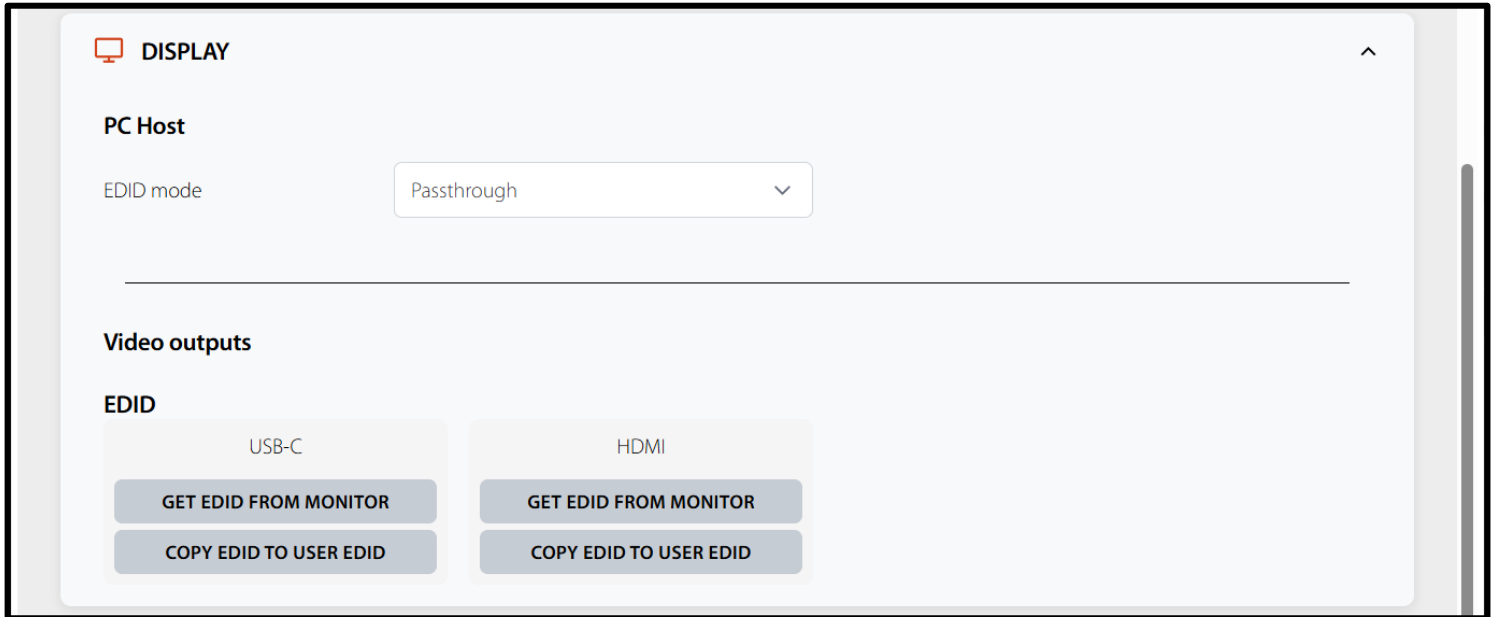 DISPLAY
PC Host
EDID mode Passthrough
Video outputs
EDID
USB-C HDMI
GET EDID FROM MONITOR GET EDID FROM MONITOR
COPY EDID TO USER EDID COPY EDID TO USER EDID